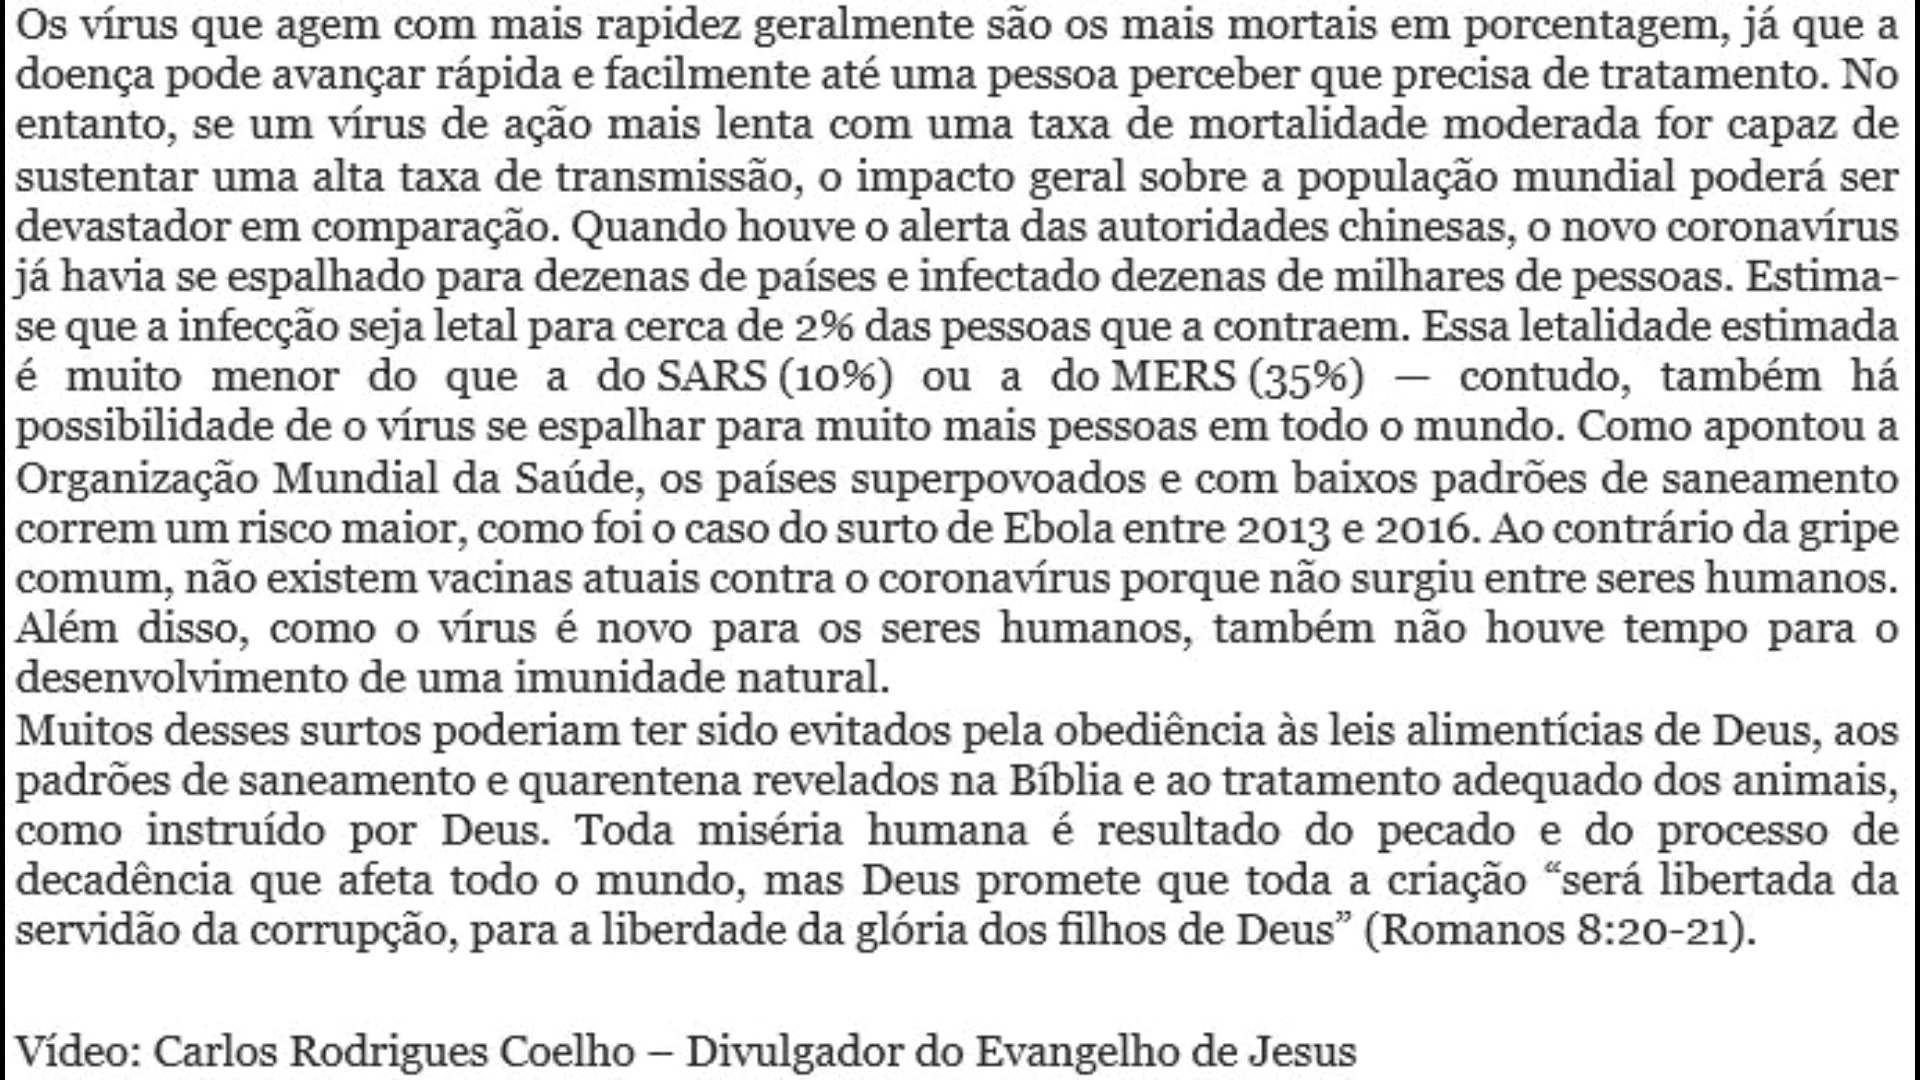 Os vírus que agem com mais rapidez geralmente são os mais mortais em porcentagem, já que a
doença pode avançar rápida e facilmente até uma pessoa perceber que precisa de tratamento. No
entanto, se um vírus de ação mais lenta com uma taxa de mortalidade moderada for capaz de
sustentar uma alta taxa de transmissão, o impacto geral sobre a população mundial poderá ser
devastador em comparação. Quando houve o alerta das autoridades chinesas, o novo coronavírus
já havia se espalhado para dezenas de países e infectado dezenas de milhares de pessoas. Estima-
se que a infecção seja letal para cerca de 2% das pessoas que a contraem. Essa letalidade estimada
é muito menor do que a do SARS (10%) ou a do MERS (35%) — contudo, também há
possibilidade de o vírus se espalhar para muito mais pessoas em todo o mundo. Como apontou a
Organização Mundial da Saúde, os países superpovoados e com baixos padrões de saneamento
correm um risco maior, como foi o caso do surto de Ebola entre 2013 e 2016. Ao contrário da gripe
comum, não existem vacinas atuais contra o coronavírus porque não surgiu entre seres humanos.
Além disso, como o vírus é novo para os seres humanos, também não houve tempo para o
desenvolvimento de uma imunidade natural.
Muitos desses surtos poderiam ter sido evitados pela obediência às leis alimentícias de Deus, aos
padrões de saneamento e quarentena revelados na Bíblia e ao tratamento adequado dos animais,
como instruído por Deus. Toda miséria humana é resultado do pecado e do processo de
decadência que afeta todo o mundo, mas Deus promete que toda a criação “será libertada da
servidão da corrupção, para a liberdade da glória dos filhos de Deus” (Romanos 8:20-21).
Vídeo: Carlos Rodrigues Coelho – Divulgador do Evangelho de Jesus